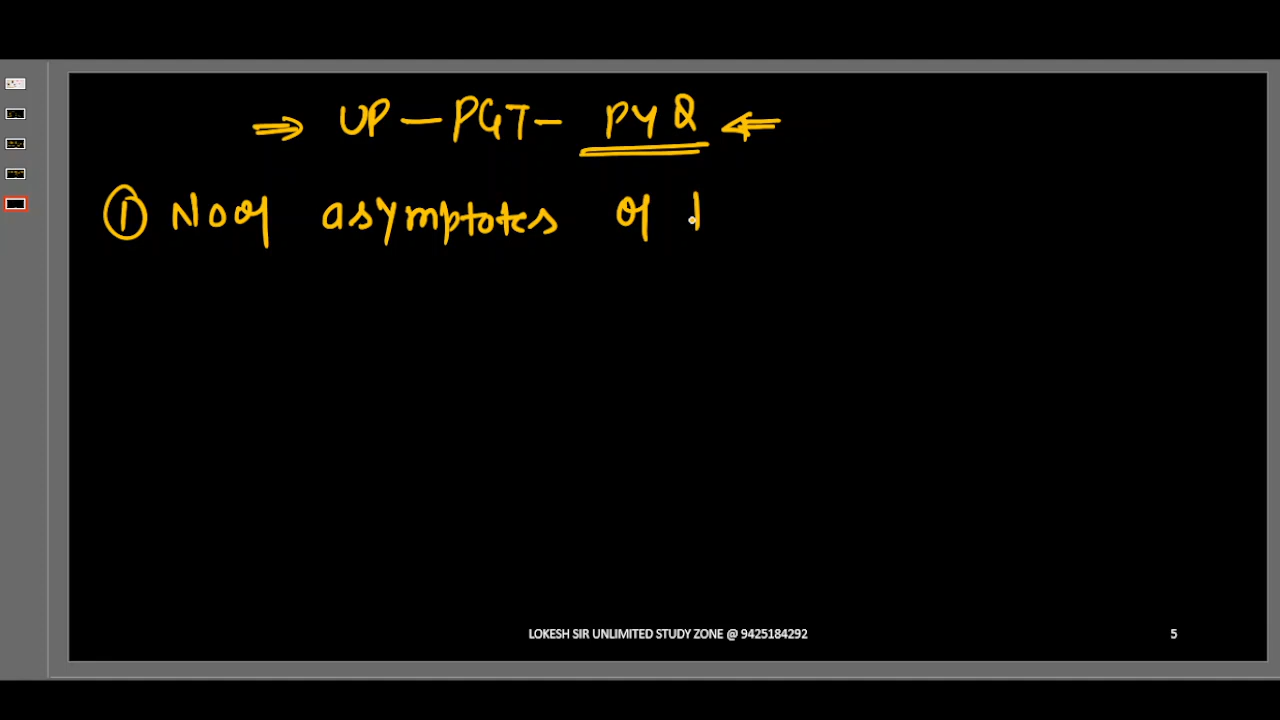 ⇒ UP - PGT - PYQ ⇐
① No of asymptotes of
LOKESH SIR UNLIMITED STUDY ZONE @ 9425184292
5